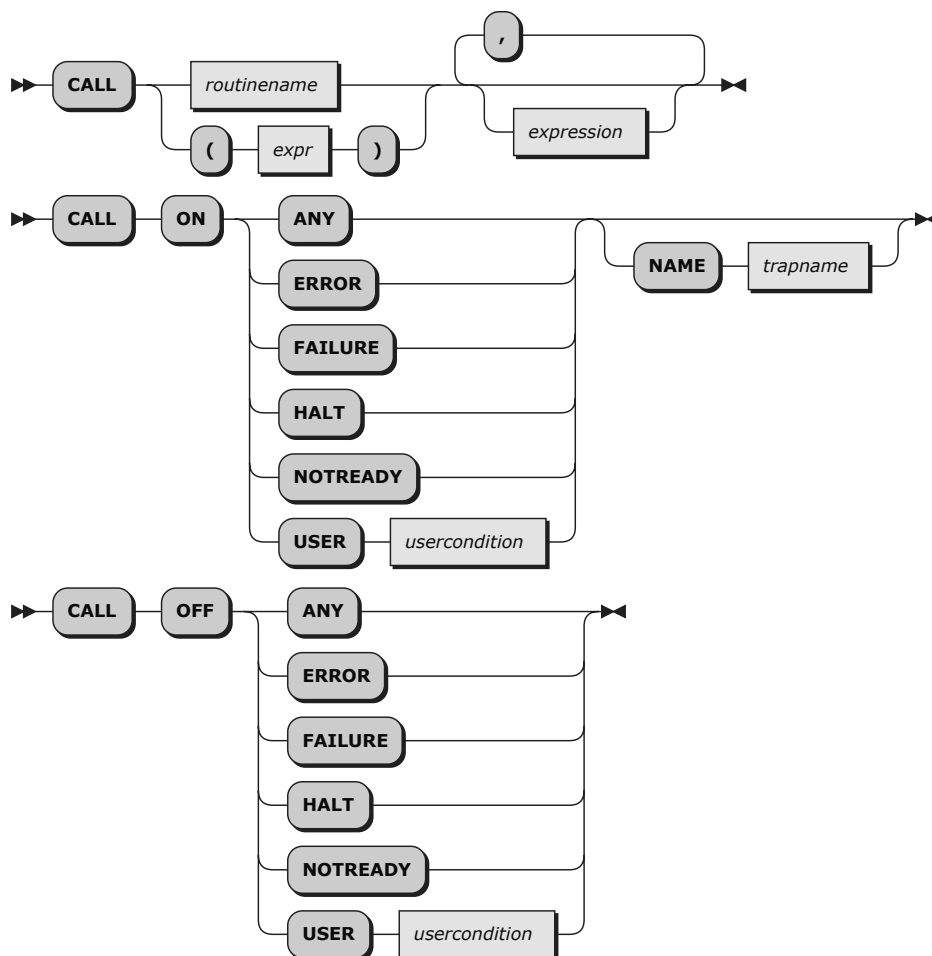 ,
CALL routinename
( expr ) expression
CALL ON ANY
NAME trapname
ERROR
FAILURE
HALT
NOTREADY
USER usercondition
CALL OFF ANY
ERROR
FAILURE
HALT
NOTREADY
USER usercondition